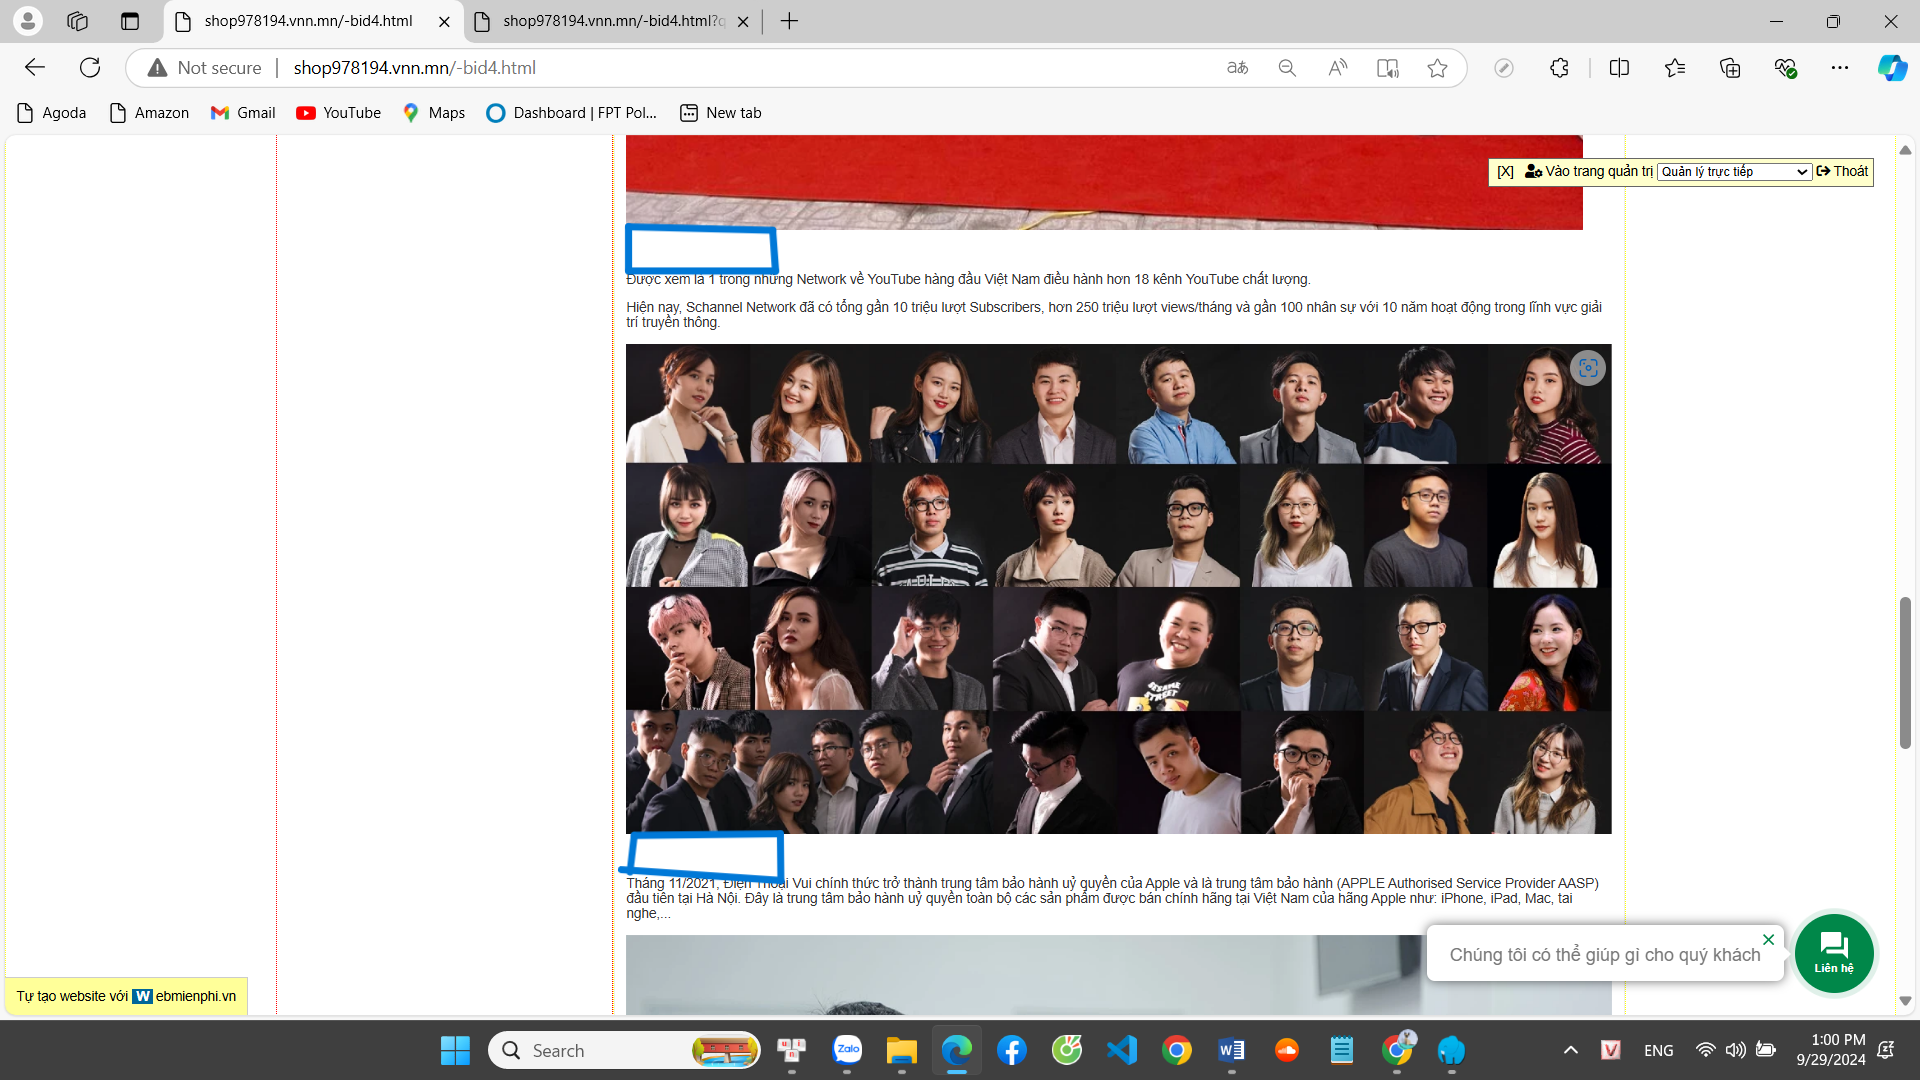 shop978194.vnn.mn/-bid4.html
shop978194.vnn.mn/-bid4.html?q
Not secure
shop978194.vnn.mn/-bid4.html
Agoda
Amazon
Gmail
YouTube
Maps
Dashboard | FPT Pol...
New tab
[X] Vào trang quản trị Quản lý trực tiếp Thoát
Được xem là 1 trong những Network về YouTube hàng đầu Việt Nam điều hành hơn 18 kênh YouTube chất lượng.
Hiện nay, Schannel Network đã có tổng gần 10 triệu lượt Subscribers, hơn 250 triệu lượt views/tháng và gần 100 nhân sự với 10 năm hoạt động trong lĩnh vực giải
trí truyền thông.
SESAME
STREET
Tháng 11/2021, Điện Thoại Vui chính thức trở thành trung tâm bảo hành uỷ quyền của Apple và là trung tâm bảo hành (APPLE Authorised Service Provider AASP)
đầu tiên tại Hà Nội. Đây là trung tâm bảo hành uỷ quyền toàn bộ các sản phẩm được bán chính hãng tại Việt Nam của hãng Apple như: iPhone, iPad, Mac, tai
nghe,...
Chúng tôi có thể giúp gì cho quý khách
Liên hệ
Tự tạo website với Webmienphi.vn
Search
Zalo
ENG
1:00 PM
9/29/2024